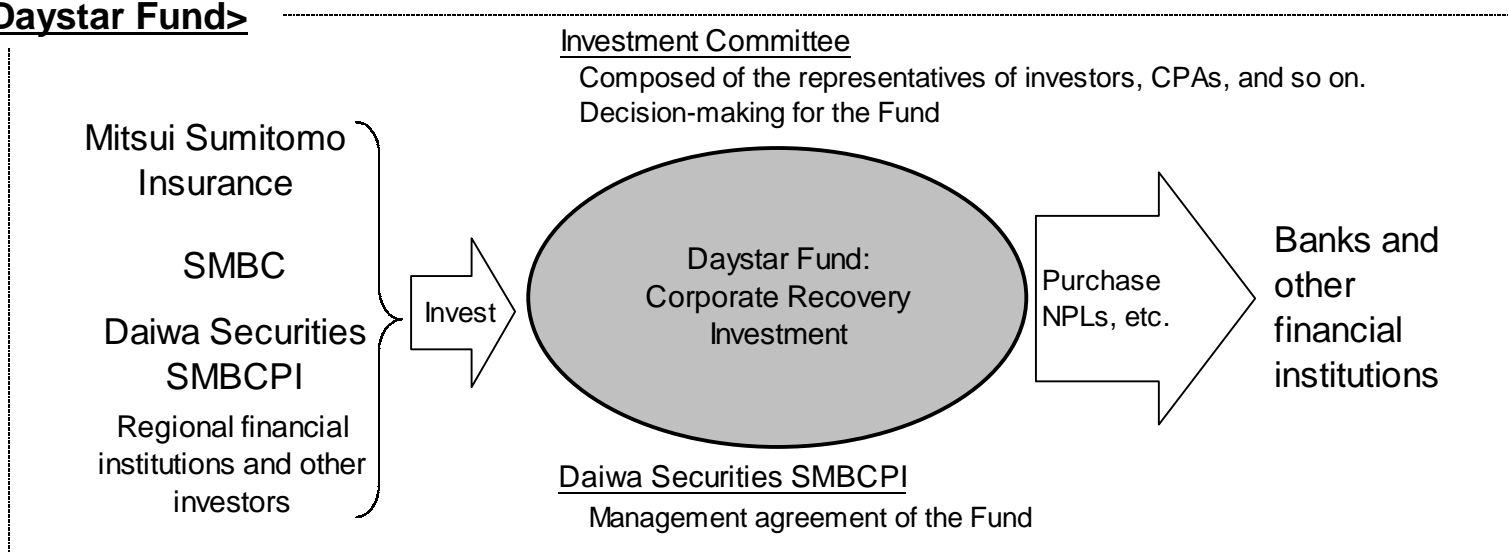 Daystar Fund>
Investment Committee
Composed of the representatives of investors, CPAs, and so on.
Decision-making for the Fund
Mitsui Sumitomo
Insurance
SMBC
Daiwa Securities
SMBCPI
Regional financial
institutions and other
investors
Invest
Daystar Fund:
Corporate Recovery
Investment
Purchase
NPLs, etc.
Banks and
other
financial
institutions
Daiwa Securities SMBCPI
Management agreement of the Fund